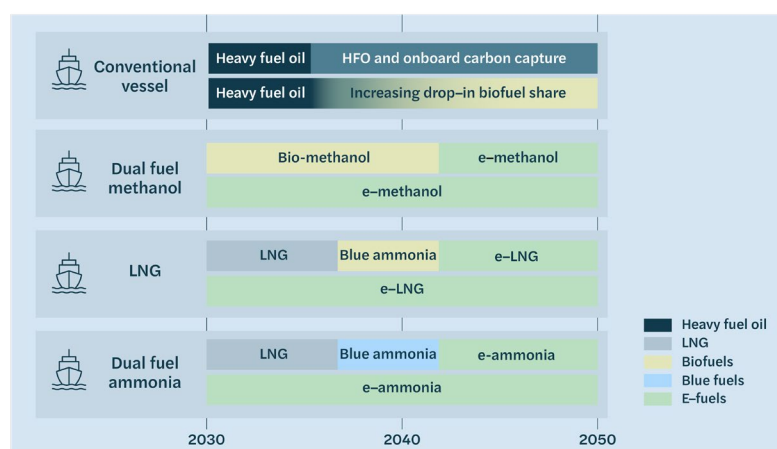 Conventional
vessel
Heavy fuel oil
HFO and onboard carbon capture
Heavy fuel oil
Increasing drop-in biofuel share
Dual fuel
methanol
Bio-methanol
e-methanol
e-methanol
LNG
LNG
Blue ammonia
e-LNG
e-LNG
Dual fuel
ammonia
LNG
Blue ammonia
e-ammonia
e-ammonia
Heavy fuel oil
LNG
Biofuels
Blue fuels
E-fuels
2030
2040
2050